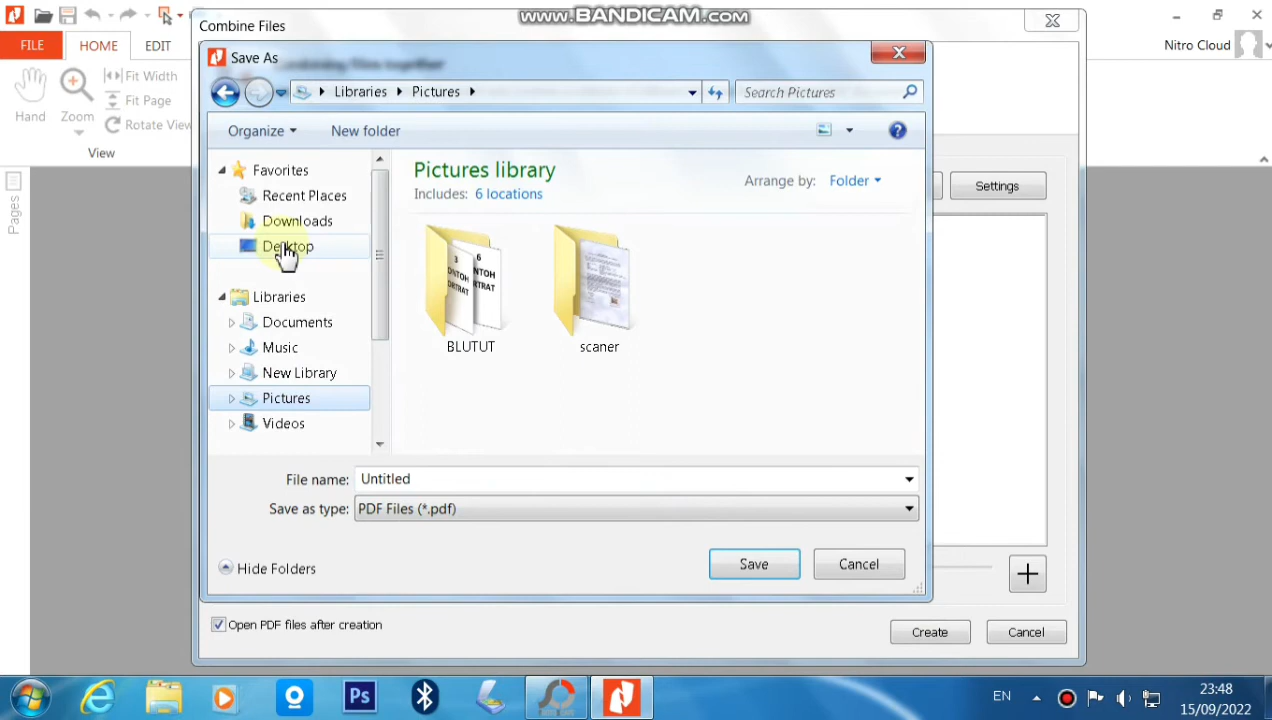 www.BANDICAM.com
FILE
HOME
EDIT
Nitro Cloud
Hand
Zoom
Fit Width
Fit Page
Rotate View
View
Pages
Combine Files
Save As
Libraries
Pictures
Search Pictures
Organize
New folder
Favorites
Recent Places
Downloads
Desktop
Libraries
Documents
Music
New Library
Pictures
Videos
Pictures library
Includes: 6 locations
Arrange by: Folder
BLUTUT
scaner
File name: Untitled
Save as type: PDF Files (*.pdf)
Hide Folders
Save
Cancel
Settings
Open PDF files after creation
Create
Cancel
Ps
EN
23:48
15/09/2022